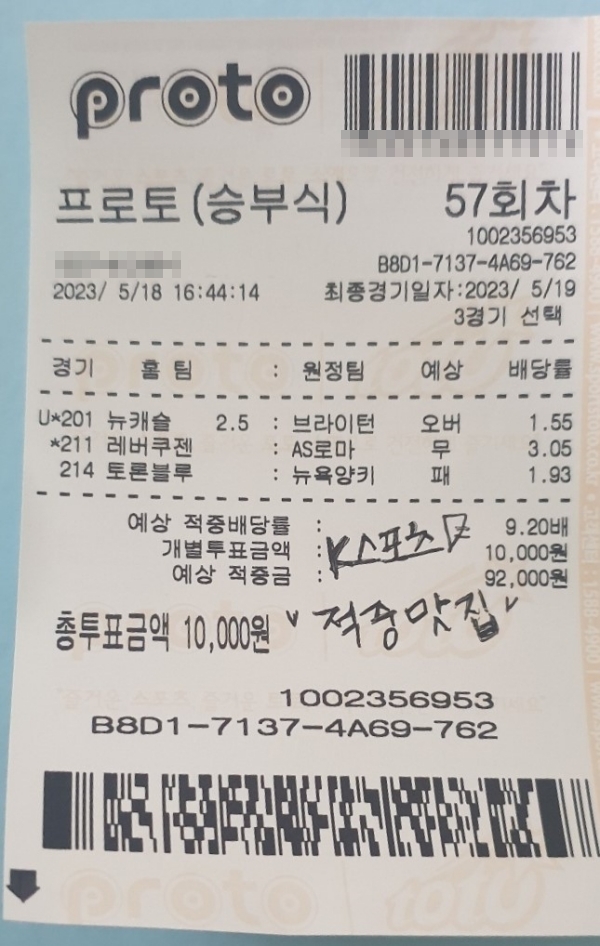 proto
프로토(승부식) 57회차
1002356953
B8D1-7137-4A69-762
2023/ 5/18 16:44:14 최종경기일자:2023/ 5/19
3경기 선택
경기 홈 팀 : 원정팀 예상 배당률
U*201 뉴캐슬 2.5 : 브라이턴 오버 1.55
*211 레버쿠젠 : AS로마 무 3.05
214 토론블루 : 뉴욕양키 패 1.93
예상 적중배당률 : 9.20배
개별투표금액 : 10,000원
예상 적중금 : 92,000원
K스포츠
총투표금액 10,000원
적중맛집
1002356953
B8D1-7137-4A69-762